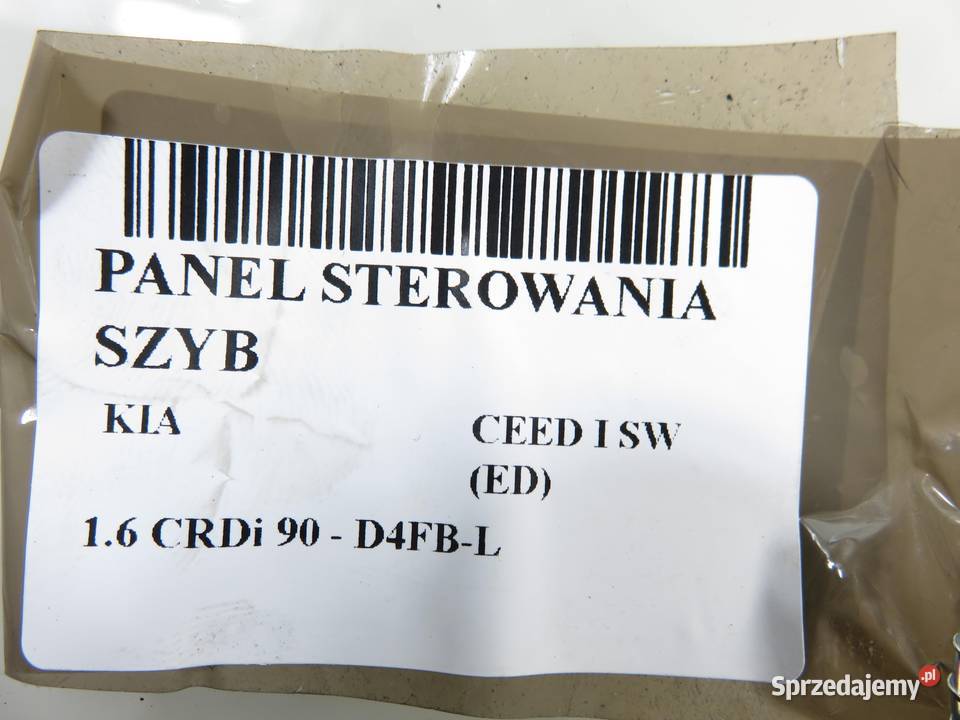 PANEL STEROWANIA
SZYB
KIA CEED I SW
(ED)
1.6 CRDi 90 - D4FB-L
Sprzedajemy.pl